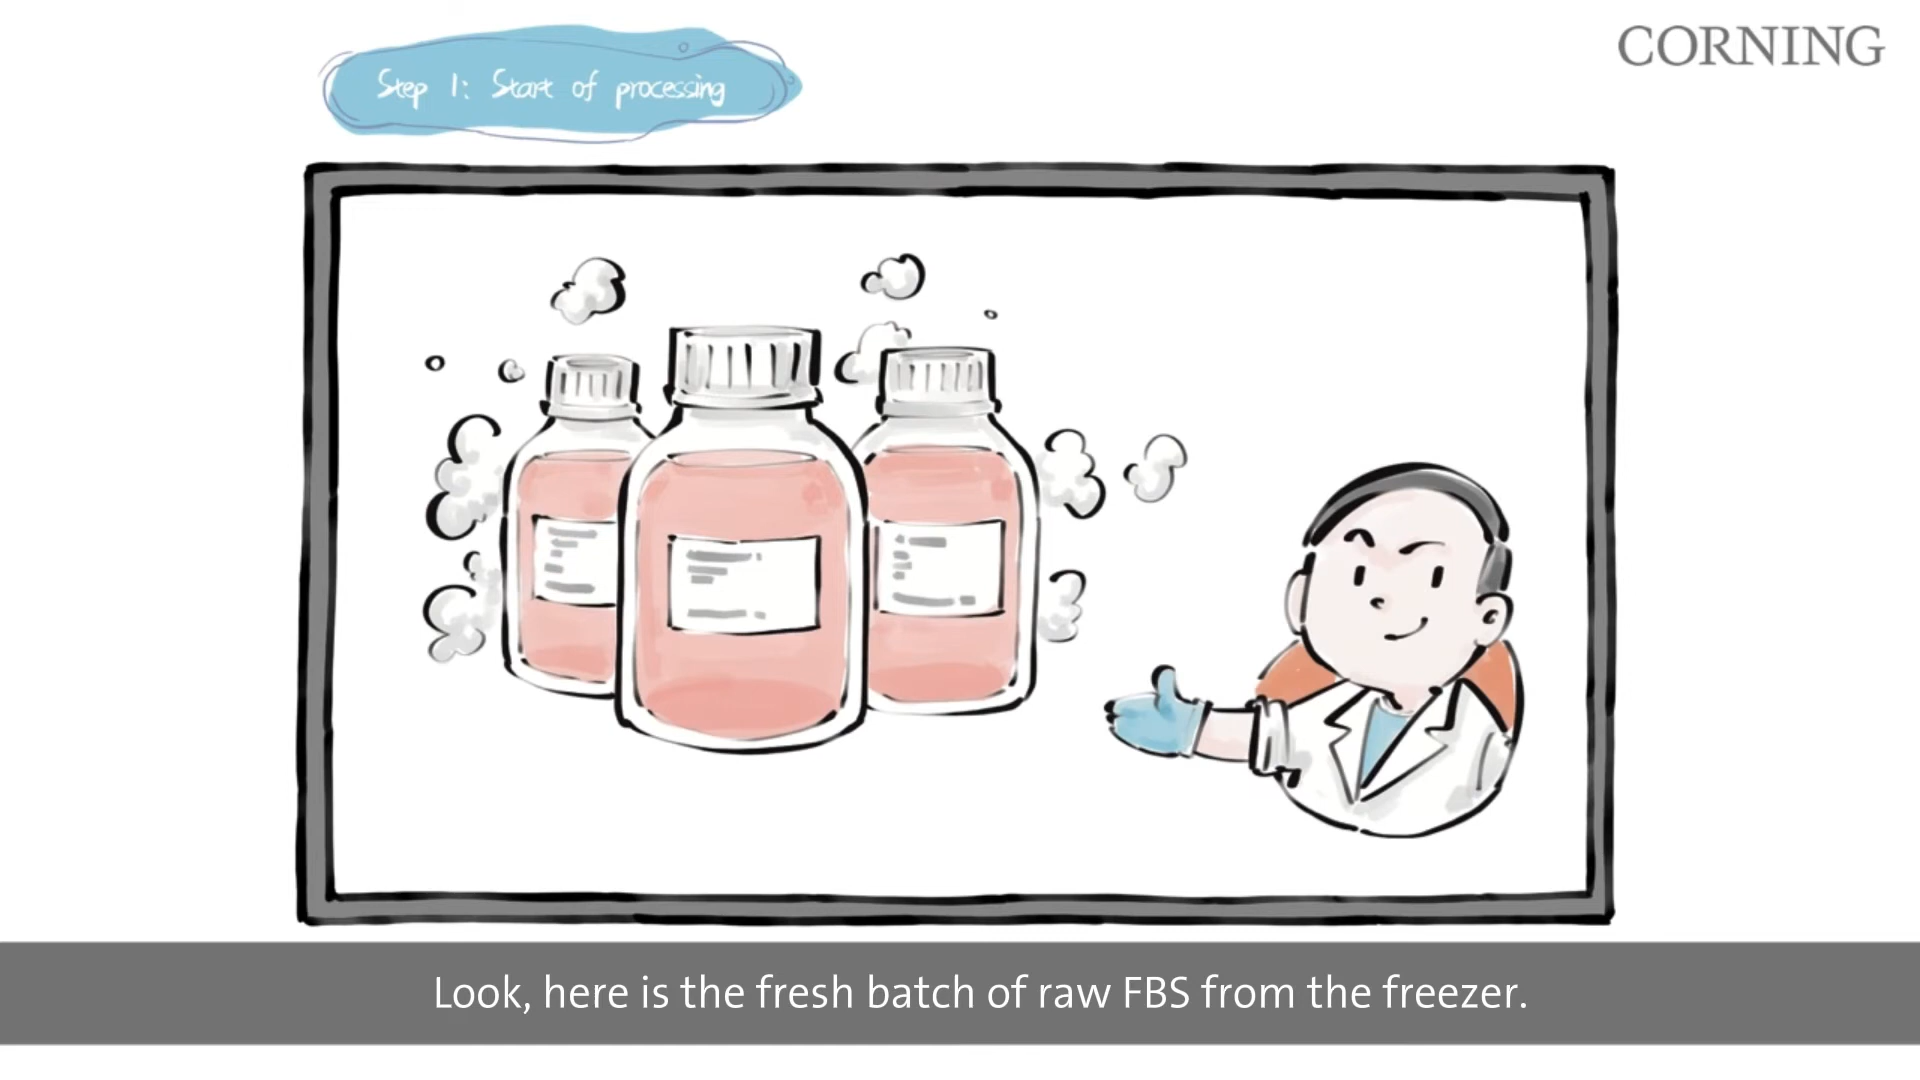 CORNING
Step 1: Start of processing
Look, here is the fresh batch of raw FBS from the freezer.